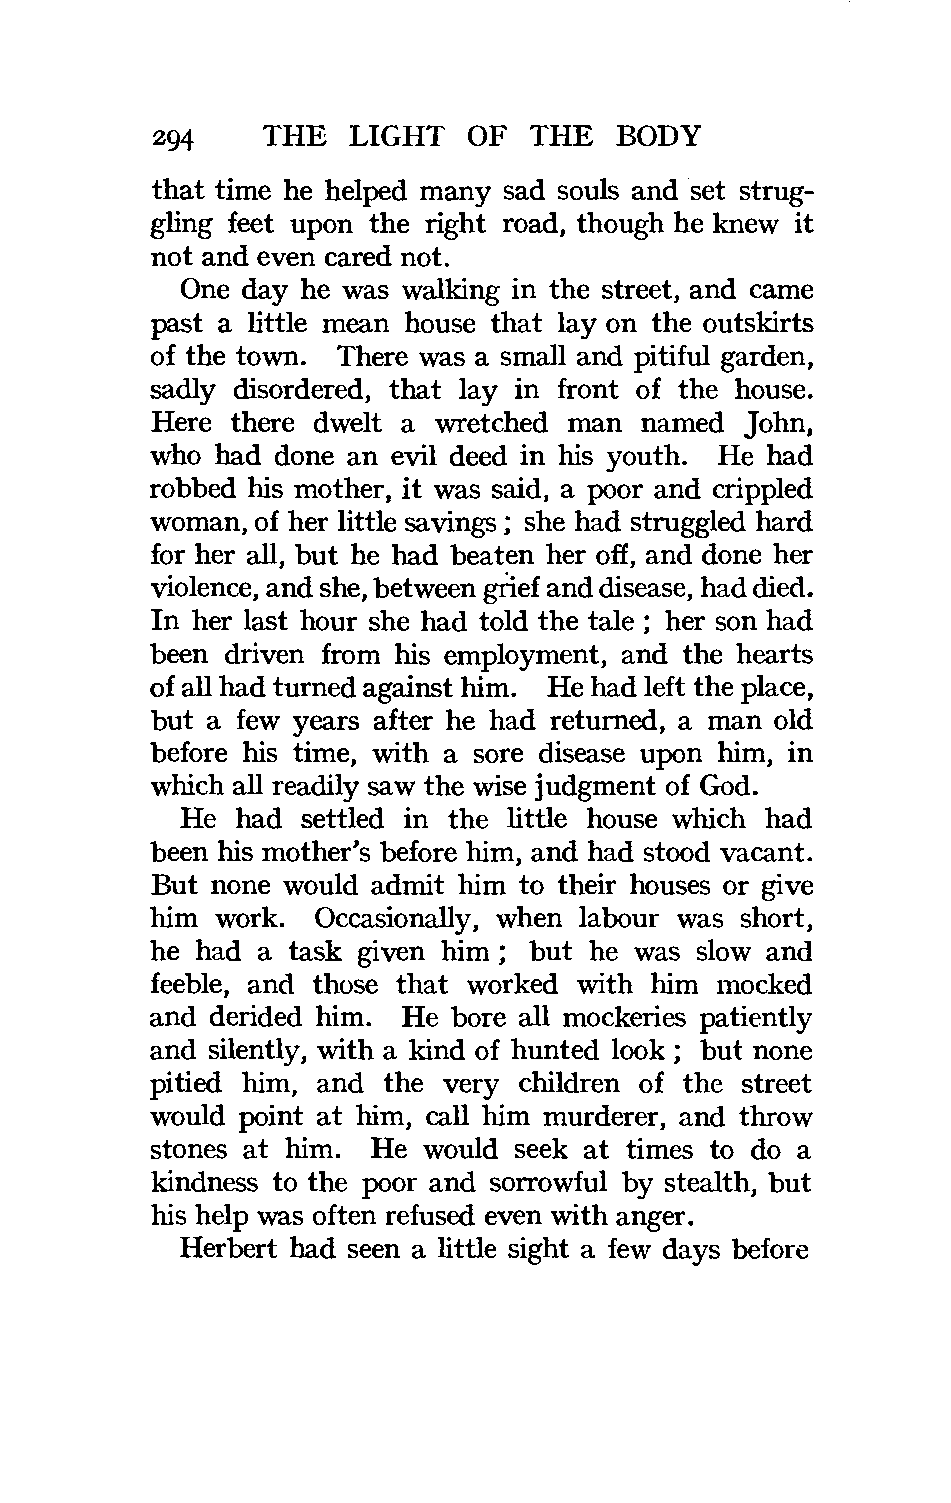 294 THE LIGHT OF THE BODY
that time he helped many sad souls and set strug-
gling feet upon the right road, though he knew it
not and even cared not.
One day he was walking in the street, and came
past a little mean house that lay on the outskirts
of the town. There was a small and pitiful garden,
sadly disordered, that lay in front of the house.
Here there dwelt a wretched man named John,
who had done an evil deed in his youth. He had
robbed his mother, it was said, a poor and crippled
woman, of her little savings ; she had struggled hard
for her all, but he had beaten her off, and done her
violence, and she, between grief and disease, had died.
In her last hour she had told the tale ; her son had
been driven from his employment, and the hearts
of all had turned against him. He had left the place,
but a few years after he had returned, a man old
before his time, with a sore disease upon him, in
which all readily saw the wise judgment of God.
He had settled in the little house which had
been his mother's before him, and had stood vacant.
But none would admit him to their houses or give
him work. Occasionally, when labour was short,
he had a task given him ; but he was slow and
feeble, and those that worked with him mocked
and derided him. He bore all mockeries patiently
and silently, with a kind of hunted look ; but none
pitied him, and the very children of the street
would point at him, call him murderer, and throw
stones at him. He would seek at times to do a
kindness to the poor and sorrowful by stealth, but
his help was often refused even with anger.
Herbert had seen a little sight a few days before